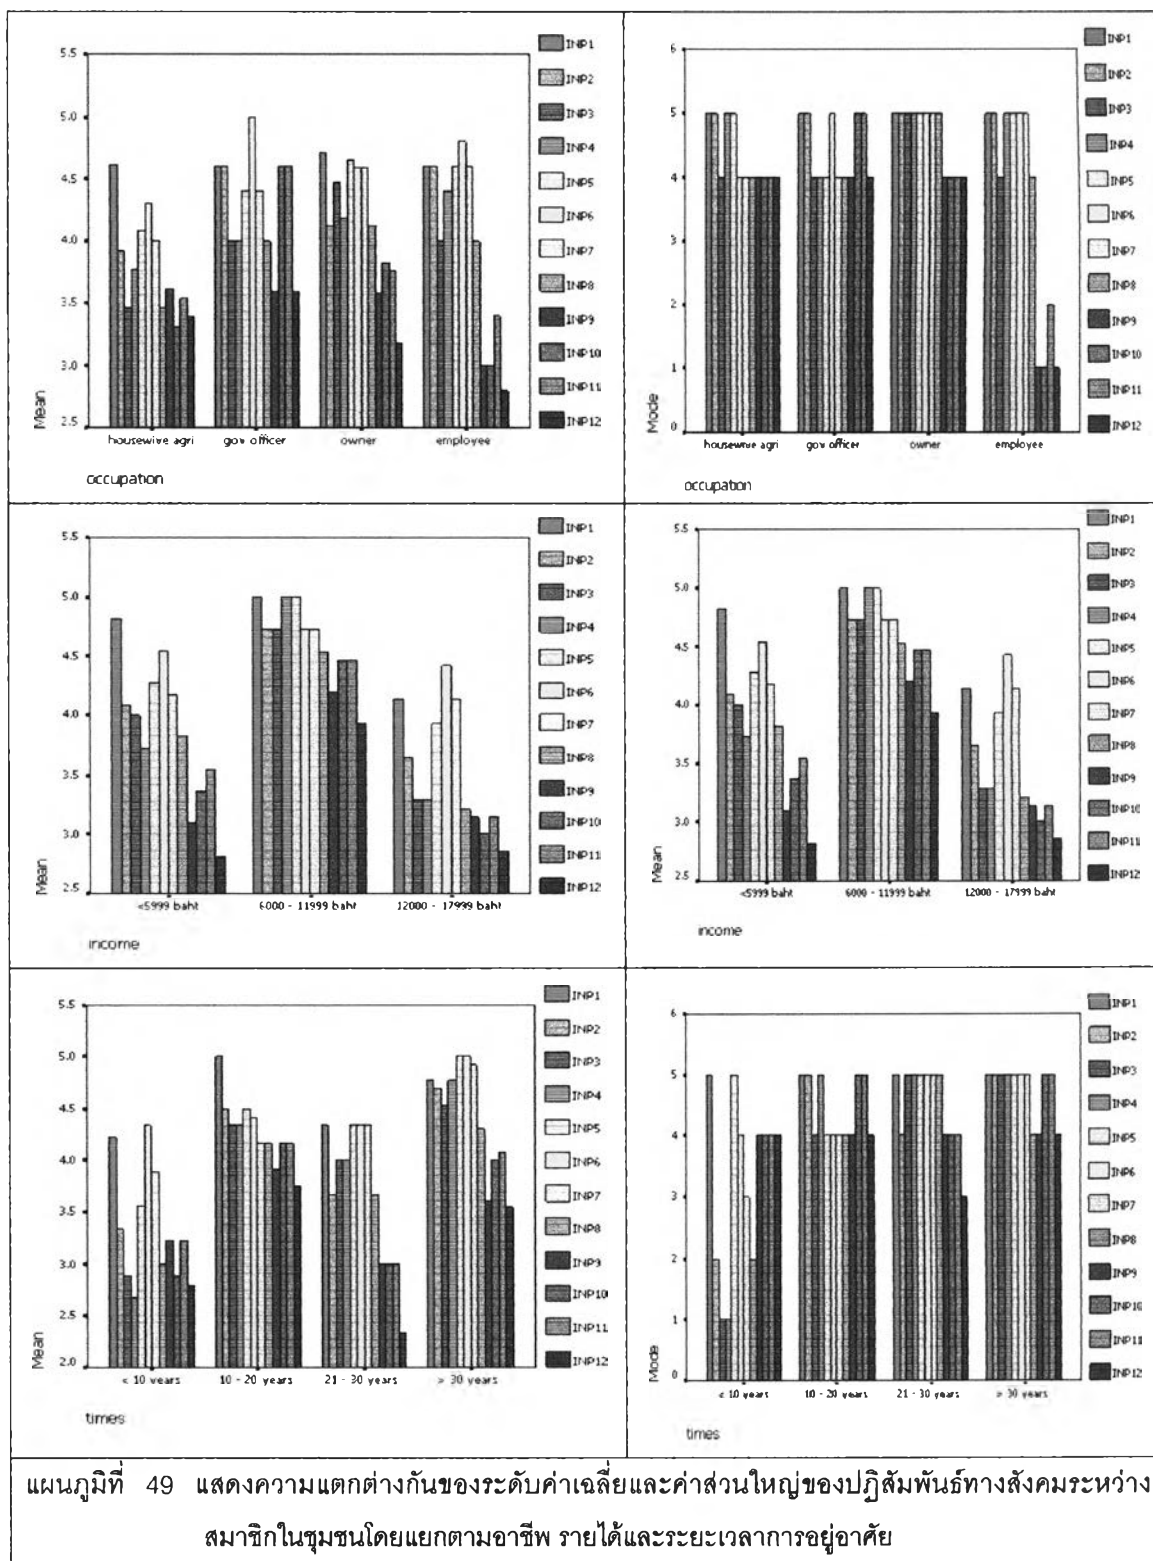 5.5
5.0
4.5
4.0
3.5
3.0
2.5
Mean
housewive agri
gov officer
owner
employee
occupation
INP1
INP2
INP3
INP4
INP5
INP6
INP7
INP8
INP9
INP10
INP11
INP12
6
5
4
3
2
1
0
Mode
housewive agri
gov officer
owner
employee
occupation
INP1
INP2
INP3
INP4
INP5
INP6
INP7
INP8
INP9
INP10
INP11
INP12
5.5
5.0
4.5
4.0
3.5
3.0
2.5
Mean
<5999 baht
6000 - 11999 baht
12000 - 17999 baht
income
INP1
INP2
INP3
INP4
INP5
INP6
INP7
INP8
INP9
INP10
INP11
INP12
5.5
5.0
4.5
4.0
3.5
3.0
2.5
Mean
<5999 baht
6000 - 11999 baht
12000 - 17999 baht
income
INP1
INP2
INP3
INP4
INP5
INP6
INP7
INP8
INP9
INP10
INP11
INP12
5.5
5.0
4.5
4.0
3.5
3.0
2.5
2.0
Mean
< 10 years
10 - 20 years
21 - 30 years
> 30 years
times
INP1
INP2
INP3
INP4
INP5
INP6
INP7
INP8
INP9
INP10
INP11
INP12
6
5
4
3
2
1
0
Mode
< 10 years
10 - 20 years
21 - 30 years
> 30 years
times
INP1
INP2
INP3
INP4
INP5
INP6
INP7
INP8
INP9
INP10
INP11
INP12
แผนภูมิที่ 49 แสดงความแตกต่างกันของระดับค่าเฉลี่ยและค่าส่วนใหญ่ของปฏิสัมพันธ์ทางสังคมระหว่าง
สมาชิกในชุมชนโดยแยกตามอาชีพ รายได้และระยะเวลาการอยู่อาศัย